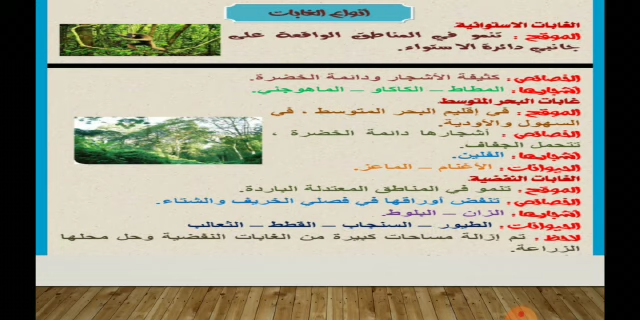 أنواع الغابات
الغابات الاستوائية
الموقع : تنمو في المناطق الواقعة على
جانبي دائرة الاستواء.
الخصائص : كثيفة الأشجار ودائمة الخضرة.
أشجارها : المطاط – الكاكاو – الماهوجني.
غابات البحر المتوسط
الموقع : في إقليم البحر المتوسط ، في
السهول والأودية.
الخصائص : أشجارها دائمة الخضرة ،
تتحمل الجفاف.
أشجارها : الفلين.
الحيوانات : الأغنام – الماعز.
الغابات النفضية
الموقع : تنمو في المناطق المعتدلة الباردة.
الخصائص : تنفض أوراقها في فصلي الخريف والشتاء.
أشجارها : الزان – البلوط.
الحيوانات : الطيور – السنجاب – القطط – الثعالب
لاحظ : تم إزالة مساحات كبيرة من الغابات النفضية وحل محلها
الزراعة.